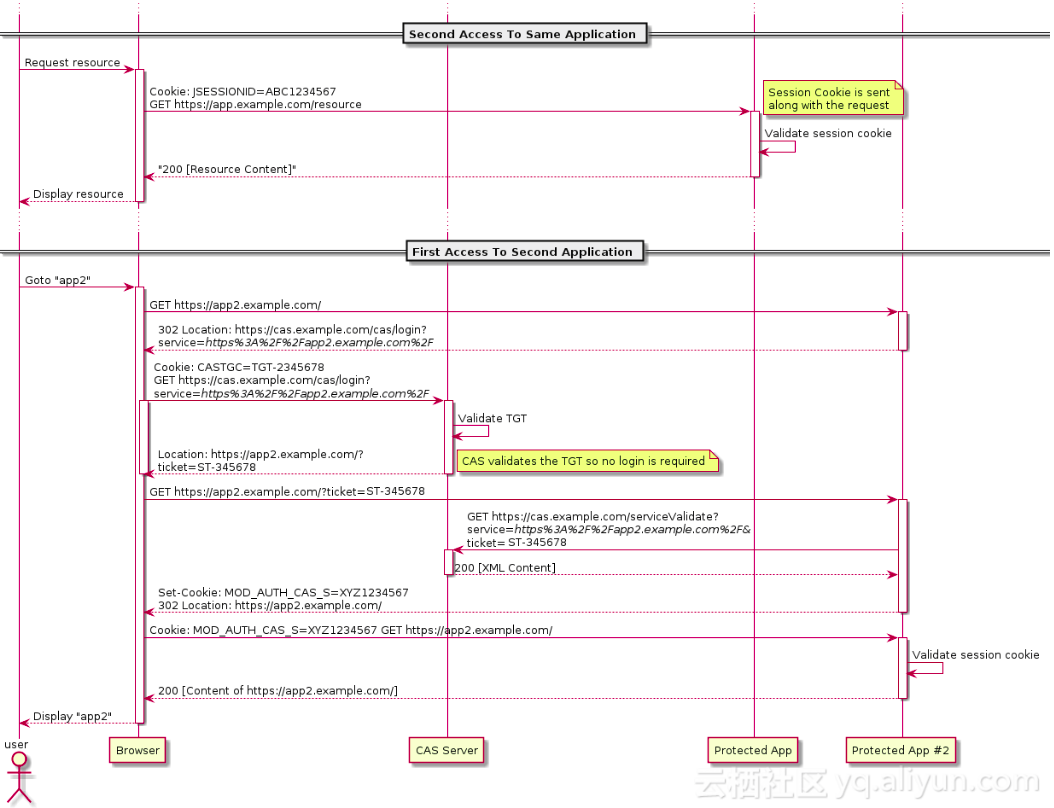 Second Access To Same Application
Request resource
Cookie: JSESSIONID=ABC1234567
GET https://app.example.com/resource
Session Cookie is sent
along with the request
Validate session cookie
"200 [Resource Content]"
Display resource
First Access To Second Application
Goto "app2"
GET https://app2.example.com/
302 Location: https://cas.example.com/cas/login?
service=https%3A%2F%2Fapp2.example.com%2F
Cookie: CASTGC=TGT-2345678
GET https://cas.example.com/cas/login?
service=https%3A%2F%2Fapp2.example.com%2F
Validate TGT
Location: https://app2.example.com/?
ticket=ST-345678
CAS validates the TGT so no login is required
GET https://app2.example.com/?ticket=ST-345678
GET https://cas.example.com/serviceValidate?
service=https%3A%2F%2Fapp2.example.com%2F&
ticket= ST-345678
200 [XML Content]
Set-Cookie: MOD_AUTH_CAS_S=XYZ1234567
302 Location: https://app2.example.com/
Cookie: MOD_AUTH_CAS_S=XYZ1234567 GET https://app2.example.com/
Validate session cookie
200 [Content of https://app2.example.com/]
Display "app2"
user
Browser
CAS Server
Protected App
Protected App #2
云栖社区 yq.aliyun.com